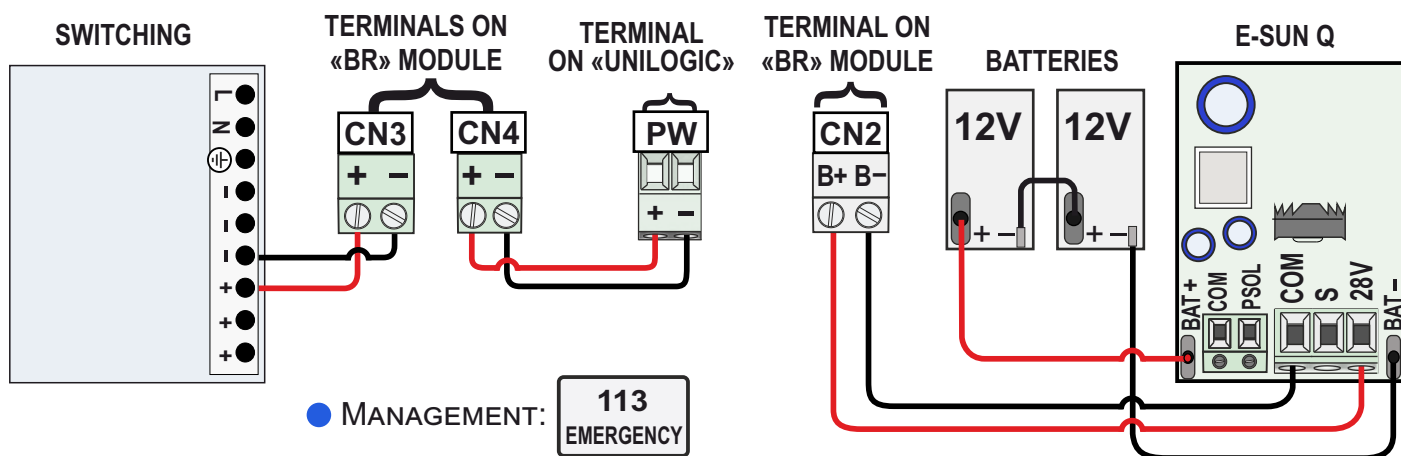 SWITCHING
L
N
−
−
−
+
+
+
TERMINALS ON
«BR» MODULE
CN3
+ −
CN4
+ −
TERMINAL
ON «UNILOGIC»
PW
+ −
TERMINAL ON
«BR» MODULE
CN2
B+ B−
BATTERIES
12V
+ −
12V
+ −
E-SUN Q
BAT+
COM
PSOL
COM
S
28V
BAT−
MANAGEMENT:
113
EMERGENCY